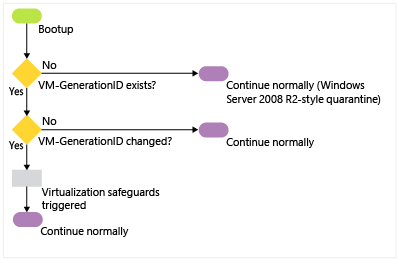 Bootup
No
VM-GenerationID exists?
Yes
Continue normally (Windows
Server 2008 R2-style quarantine)
No
VM-GenerationID changed?
Yes
Continue normally
Virtualization safeguards
triggered
Continue normally